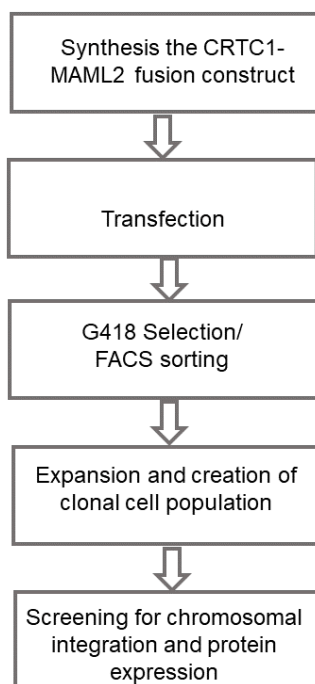 Synthesis the CRTC1-
MAML2 fusion construct
Transfection
G418 Selection/
FACS sorting
Expansion and creation of
clonal cell population
Screening for chromosomal
integration and protein
expression